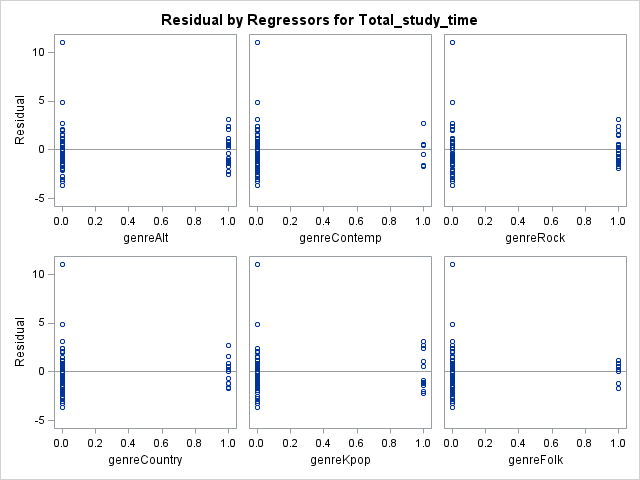 Residual by Regressors for Total_study_time
Residual
10
5
0
-5
0.0 0.2 0.4 0.6 0.8 1.0
genreAlt
0.0 0.2 0.4 0.6 0.8 1.0
genreContemp
0.0 0.2 0.4 0.6 0.8 1.0
genreRock
Residual
10
5
0
-5
0.0 0.2 0.4 0.6 0.8 1.0
genreCountry
0.0 0.2 0.4 0.6 0.8 1.0
genreKpop
0.0 0.2 0.4 0.6 0.8 1.0
genreFolk